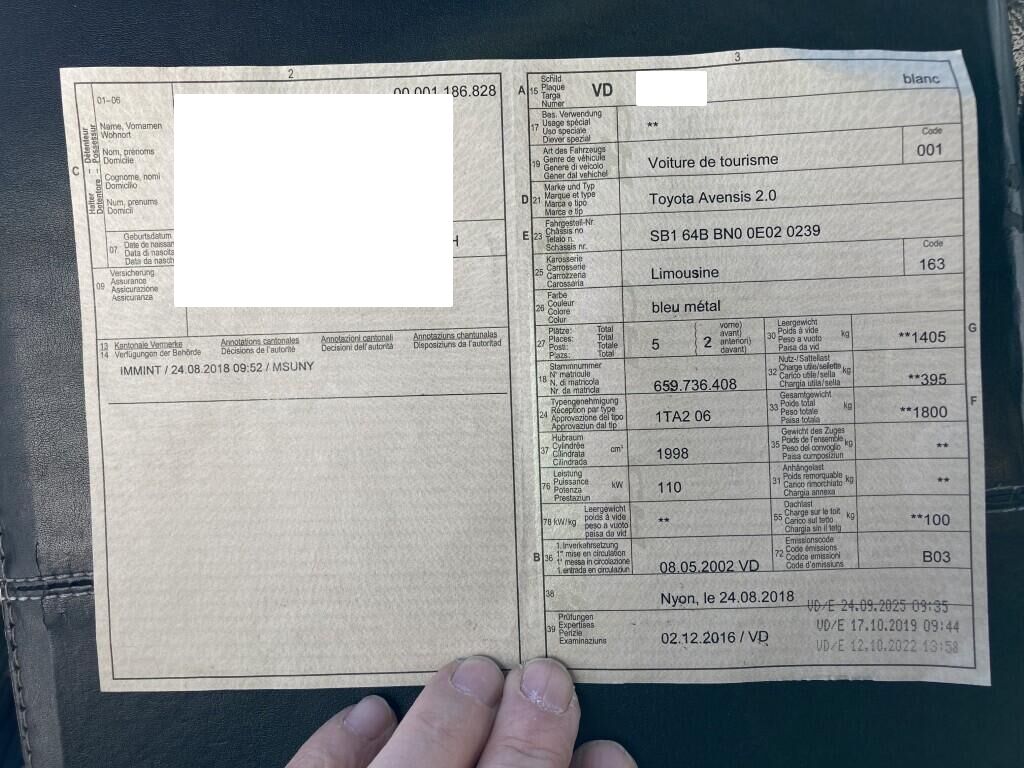 2
00.001.186.828
01-06
C
Halter - Détenteur
Detentore - Possessur
Name, Vornamen
Wohnort
Nom, prénoms
Domicile
Cognome, nomi
Domicilio
Num, prenums
Domicil
07
Geburtsdatum
Date de naissan
Data di nascita
Data da nasch
H
09
Versicherung
Assurance
Assicurazione
Assicuranza
13
14
Kantonale Vermerke
Verfügungen der Behörde
Annotations cantonales
Décisions de l'autorité
Annotazioni cantonali
Decisioni dell'autorità
Annotaziuns chantunalas
Disposiziuns da l'autoritad
IMMINT / 24.08.2018 09:52 / MSUNY
3
A 15
Schild
Plaque
Targa
Numer
VD
blanc
17
Bes. Verwendung
Usage spécial
Uso speciale
Diever spezial
**
19
Art des Fahrzeugs
Genre de véhicule
Genere di veicolo
Gener dal vehichel
Voiture de tourisme
Code
001
D 21
Marke und Typ
Marque et type
Marca e tipo
Marca e tip
Toyota Avensis 2.0
E 23
Fahrgestell-Nr
Châssis no
Telaio n.
Schassis nr.
SB1 64B BN0 0E02 0239
25
Karosserie
Carrosserie
Carrozzeria
Carossaria
Limousine
Code
163
26
Farbe
Couleur
Colore
Colur
bleu métal
27
Plätze: Total
Places: Total
Posti: Totale
Plazs: Total
5
2
vorne)
avant)
anteriori)
davant)
30
Leergewicht
Poids à vide
Peso a vuoto
Paisa da vid
kg
**1405
G
18
Stammnummer
N° matricule
N. di matricola
Nr. da matricla
659.736.408
32
Nutz-/Sattellast
Charge utile/sellette
Carico utile/sella
Chargia utila/sella
kg
**395
24
Typengenehmigung
Réception par type
Approvazione del tipo
Approvaziun dal tip
1TA2 06
33
Gesamtgewicht
Poids total
Peso totale
Paisa totala
kg
**1800
F
37
Hubraum
Cylindrée
Cilindrata
Cilindrada
cm³
1998
35
Gewicht des Zuges
Poids de l'ensemble
Peso del convoglio
Paisa cumposiziun
kg
**
76
Leistung
Puissance
Potenza
Prestaziun
kW
110
31
Anhängelast
Poids remorquable
Carico rimorchiato
Chargia annexa
kg
**
78 kW/kg
Leergewicht
poids à vide
peso a vuoto
paisa da vid
**
55
Dachlast
Charge sur le toit
Carico sul tetto
Chargia sin il tetg
kg
**100
B 36
1. Inverkehrsetzung
1re mise en circulation
1a messa in circolazione
1. entrada en circulaziun
08.05.2002 VD
72
Emissionscode
Code émissions
Codice emissioni
Code d'emissiuns
B03
38
Nyon, le 24.08.2018
VD/E 24.09.2025 09:35
39
Prüfungen
Expertises
Perizie
Examinaziuns
02.12.2016 / VD
VD/E 17.10.2019 09:44
VD/E 12.10.2022 13:58